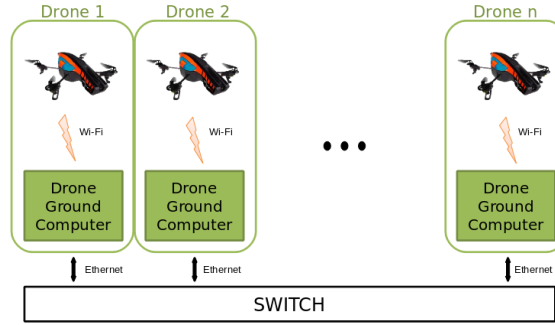 Drone 1
Drone 2
Drone n
Wi-Fi
Wi-Fi
Wi-Fi
Drone
Ground
Computer
Drone
Ground
Computer
Drone
Ground
Computer
Ethernet
Ethernet
Ethernet
SWITCH